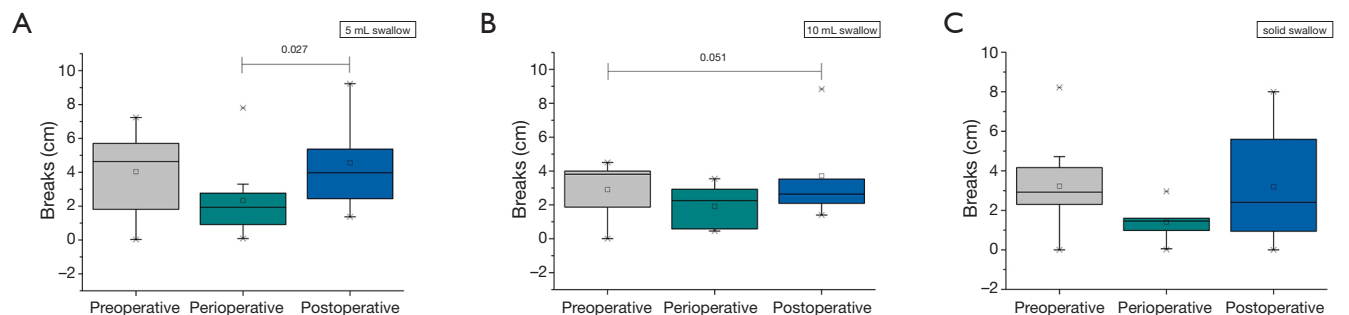 A
5 mL swallow
0.027
10
8
6
4
2
0
–2
Breaks (cm)
Preoperative Perioperative Postoperative
B
10 mL swallow
0.051
10
8
6
4
2
0
–2
Breaks (cm)
Preoperative Perioperative Postoperative
C
solid swallow
10
8
6
4
2
0
–2
Breaks (cm)
Preoperative Perioperative Postoperative